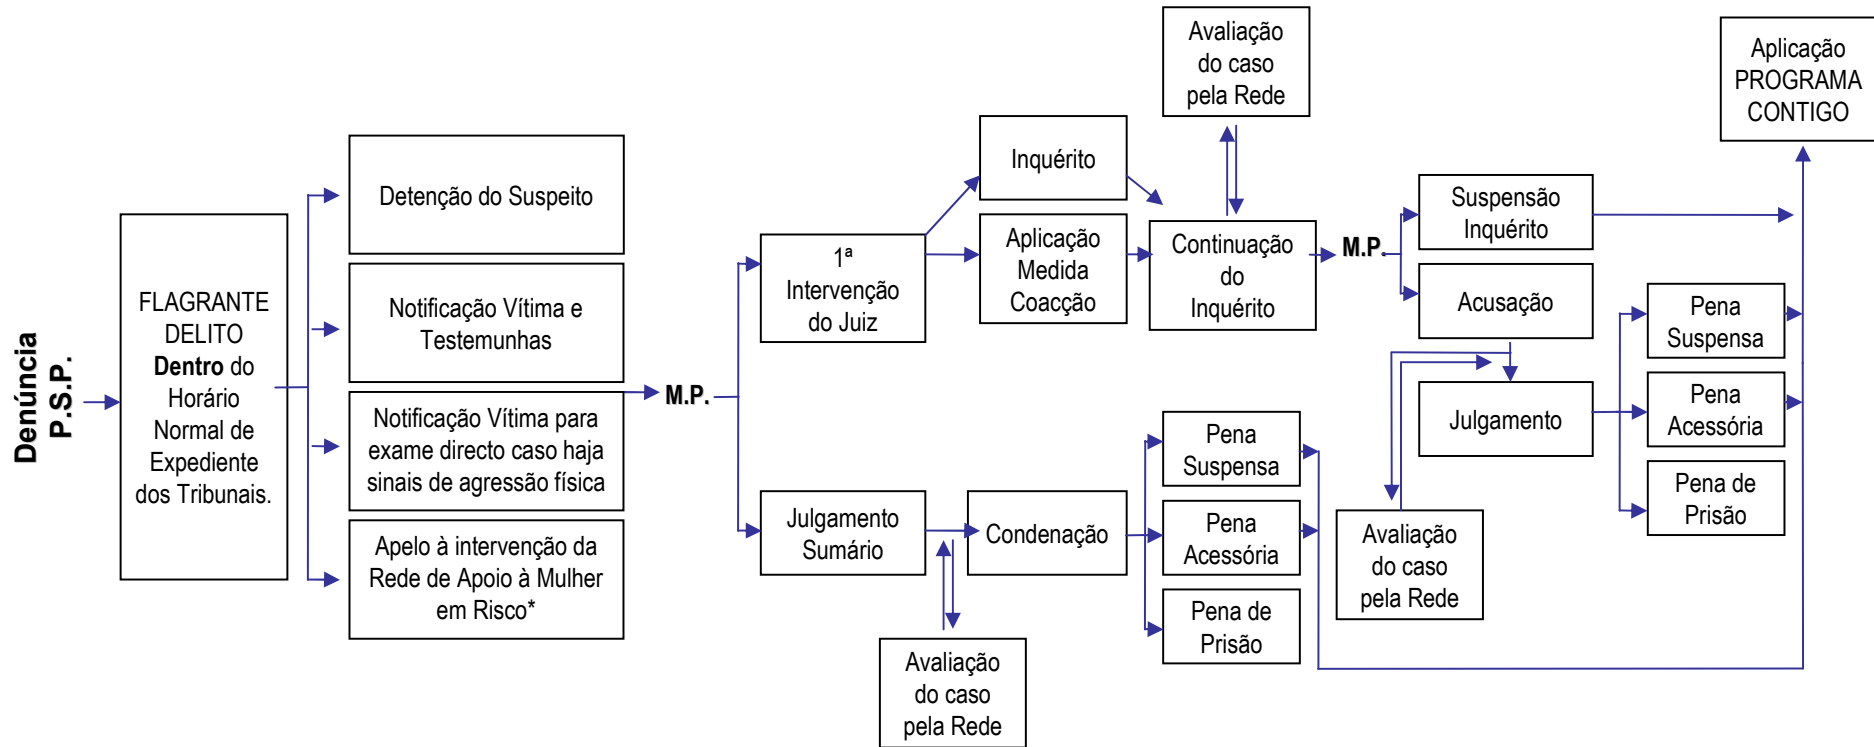 Denúncia
P.S.P.
FLAGRANTE
DELITO
Dentro do
Horário
Normal de
Expediente
dos Tribunais.
Detenção do Suspeito
Notificação Vítima e
Testemunhas
Notificação Vítima para
exame directo caso haja
sinais de agressão física
Apelo à intervenção da
Rede de Apoio à Mulher
em Risco*
M.P.
1ª
Intervenção
do Juiz
Inquérito
Aplicação
Medida
Coacção
Avaliação
do caso
pela Rede
Continuação
do
Inquérito
M.P.
Suspensão
Inquérito
Acusação
Julgamento
Avaliação
do caso
pela Rede
Pena
Suspensa
Pena
Acessória
Pena de
Prisão
Aplicação
PROGRAMA
CONTIGO
Julgamento
Sumário
Avaliação
do caso
pela Rede
Condenação
Pena
Suspensa
Pena
Acessória
Pena de
Prisão